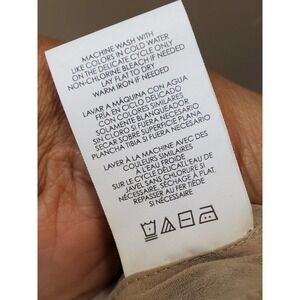 MACHINE WASH WITH
LIKE COLORS IN COLD WATER
ON THE DELICATE CYCLE ONLY
NON-CHLORINE BLEACH IF NEEDED
LAY FLAT TO DRY
WARM IRON IF NEEDED
LAVAR A MÁQUINA CON AGUA
FRÍA EN CICLO DELICADO
CON COLORES SIMILARES
SOLAMENTE BLANQUEADOR
SIN CLORO SI FUERA NECESARIO
SECAR SOBRE SUPERFICIE PLANA
PLANCHA TIBIA SI FUERA NECESARIO
LAVER À LA MACHINE AVEC DES
COULEURS SIMILAIRES
À L'EAU FROIDE
SUR LE CYCLE DÉLICAT, EAU DE
JAVEL SANS CHLORE SI
NÉCESSAIRE, SÉCHAGE À PLAT,
REPASSER AU FER TIÈDE
SI NÉCESSAIRE